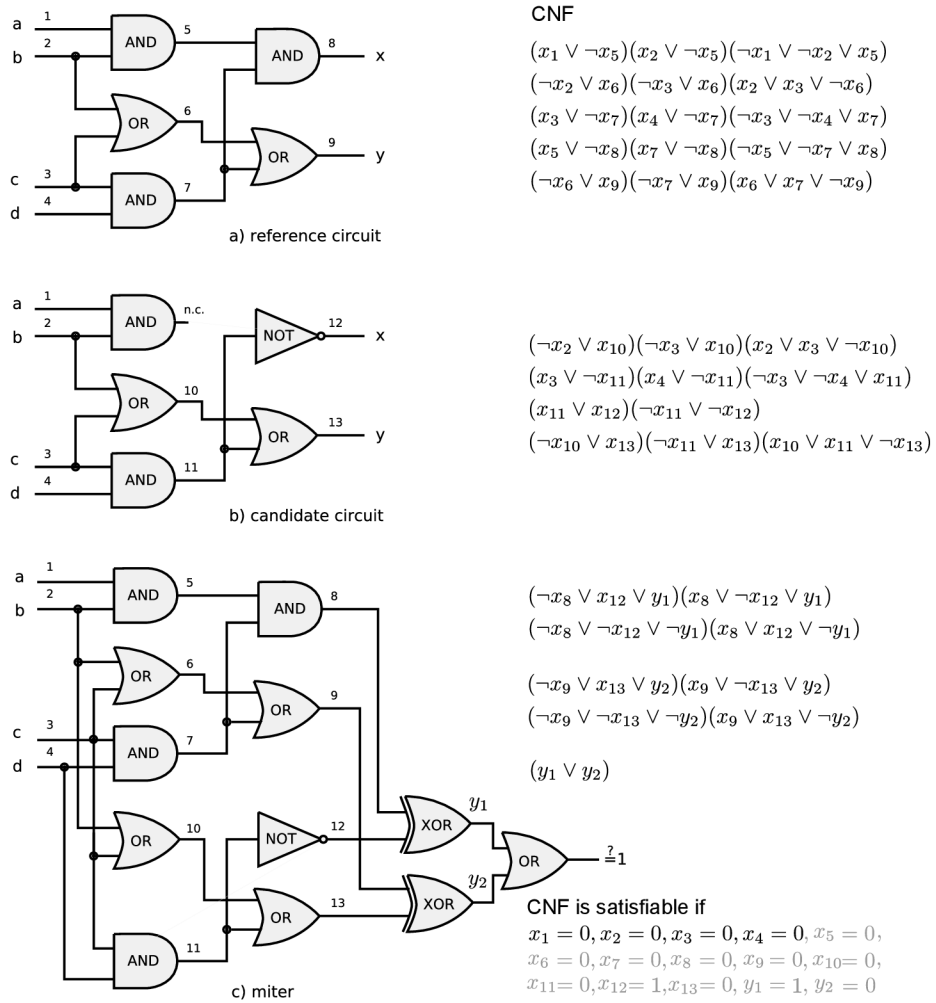 CNF
a 1
b 2
AND
5
AND
8
x
OR
6
OR
9
y
c 3
d 4
AND
7
a) reference circuit
(x₁ ∨ ¬x₅)(x₂ ∨ ¬x₅)(¬x₁ ∨ ¬x₂ ∨ x₅)
(¬x₂ ∨ x₆)(¬x₃ ∨ x₆)(x₂ ∨ x₃ ∨ ¬x₆)
(x₃ ∨ ¬x₇)(x₄ ∨ ¬x₇)(¬x₃ ∨ ¬x₄ ∨ x₇)
(x₅ ∨ ¬x₈)(x₇ ∨ ¬x₈)(¬x₅ ∨ ¬x₇ ∨ x₈)
(¬x₆ ∨ x₉)(¬x₇ ∨ x₉)(x₆ ∨ x₇ ∨ ¬x₉)
a 1
b 2
AND
n.c.
NOT
12
x
OR
10
OR
13
y
c 3
d 4
AND
11
b) candidate circuit
(¬x₂ ∨ x₁₀)(¬x₃ ∨ x₁₀)(x₂ ∨ x₃ ∨ ¬x₁₀)
(x₃ ∨ ¬x₁₁)(x₄ ∨ ¬x₁₁)(¬x₃ ∨ ¬x₄ ∨ x₁₁)
(x₁₁ ∨ x₁₂)(¬x₁₁ ∨ ¬x₁₂)
(¬x₁₀ ∨ x₁₃)(¬x₁₁ ∨ x₁₃)(x₁₀ ∨ x₁₁ ∨ ¬x₁₃)
a 1
b 2
AND
5
AND
8
OR
6
OR
9
c 3
d 4
AND
7
OR
10
NOT
12
XOR
y₁
OR
≟1
OR
13
XOR
y₂
AND
11
c) miter
(¬x₈ ∨ x₁₂ ∨ y₁)(x₈ ∨ ¬x₁₂ ∨ y₁)
(¬x₈ ∨ ¬x₁₂ ∨ ¬y₁)(x₈ ∨ x₁₂ ∨ ¬y₁)
(¬x₉ ∨ x₁₃ ∨ y₂)(x₉ ∨ ¬x₁₃ ∨ y₂)
(¬x₉ ∨ ¬x₁₃ ∨ ¬y₂)(x₉ ∨ x₁₃ ∨ ¬y₂)
(y₁ ∨ y₂)
CNF is satisfiable if
x₁ = 0, x₂ = 0, x₃ = 0, x₄ = 0, x₅ = 0,
x₆ = 0, x₇ = 0, x₈ = 0, x₉ = 0, x₁₀= 0,
x₁₁= 0, x₁₂= 1, x₁₃= 0, y₁ = 1, y₂ = 0